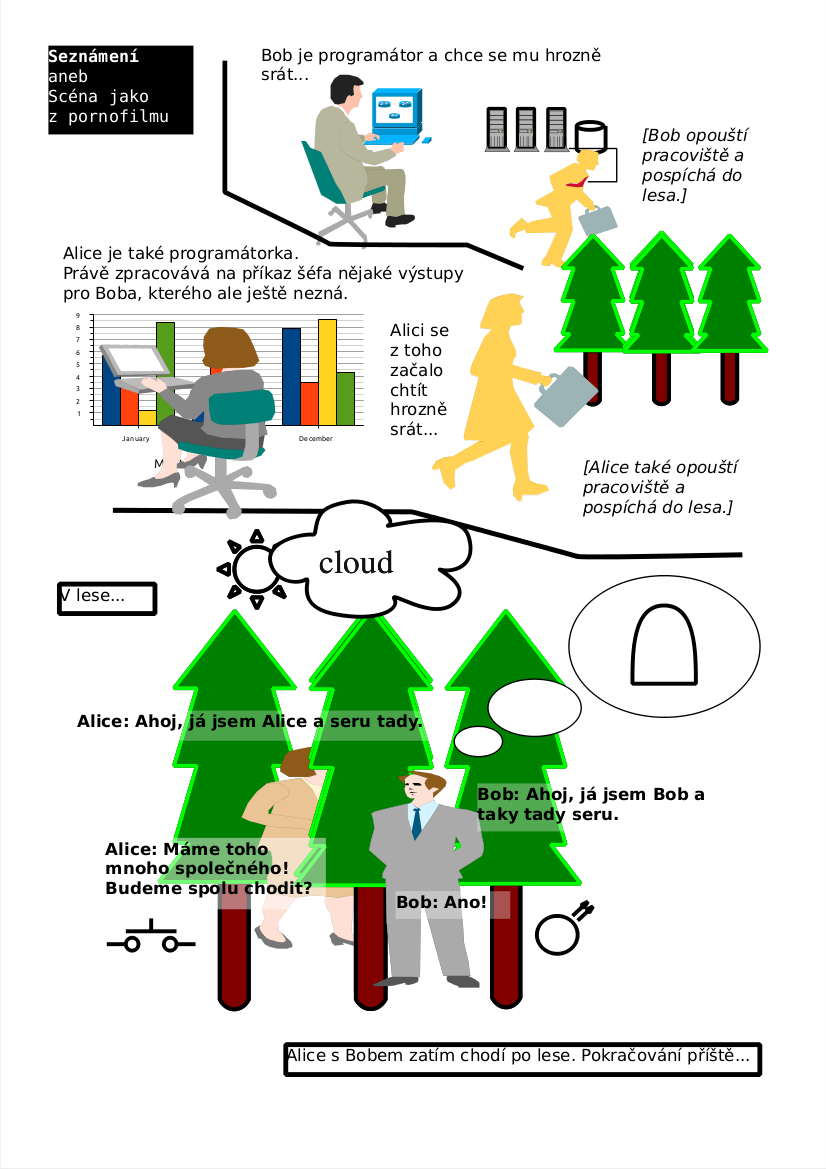 Seznámení
aneb
Scéna jako
z pornofilmu
Bob je programátor a chce se mu hrozně
srát...
[Bob opouští
pracoviště a
pospíchá do
lesa.]
Alice je také programátorka.
Právě zpracovává na příkaz šéfa nějaké výstupy
pro Boba, kterého ale ještě nezná.
9
8
7
6
5
4
3
2
1
January
December
Alici se
z toho
začalo
chtít
hrozně
srát...
[Alice také opouští
pracoviště a
pospíchá do lesa.]
cloud
V lese...
Alice: Ahoj, já jsem Alice a seru tady.
Bob: Ahoj, já jsem Bob a
taky tady seru.
Alice: Máme toho
mnoho společného!
Budeme spolu chodit?
Bob: Ano!
Alice s Bobem zatím chodí po lese. Pokračování příště...